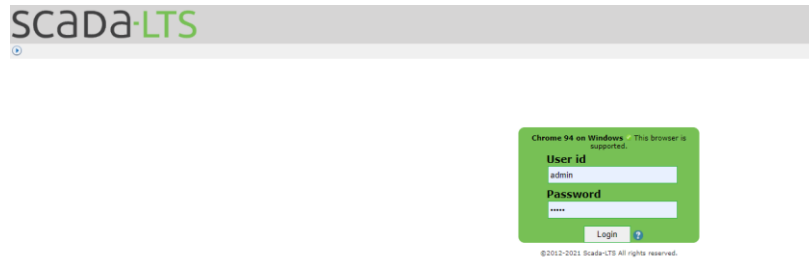 scada-LTS
Chrome 94 on Windows This browser is
supported.
User id
admin
Password
•••••
Login
©2012-2021 Scada-LTS All rights reserved.